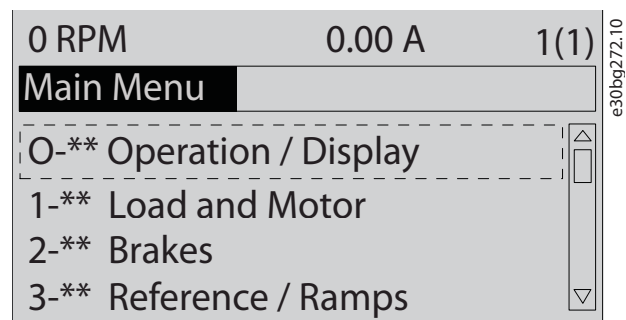 0 RPM 0.00 A 1(1)
Main Menu
O-** Operation / Display
1-** Load and Motor
2-** Brakes
3-** Reference / Ramps
e30bg272.10